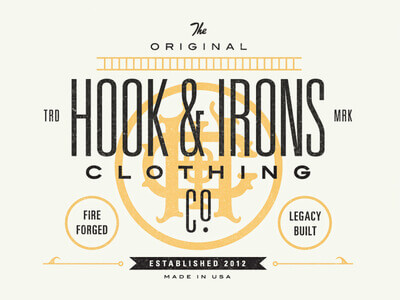 The
ORIGINAL
TRD HOOK & IRONS MRK
CLOTHING
Co.
FIRE FORGED
LEGACY BUILT
ESTABLISHED 2012
MADE IN USA